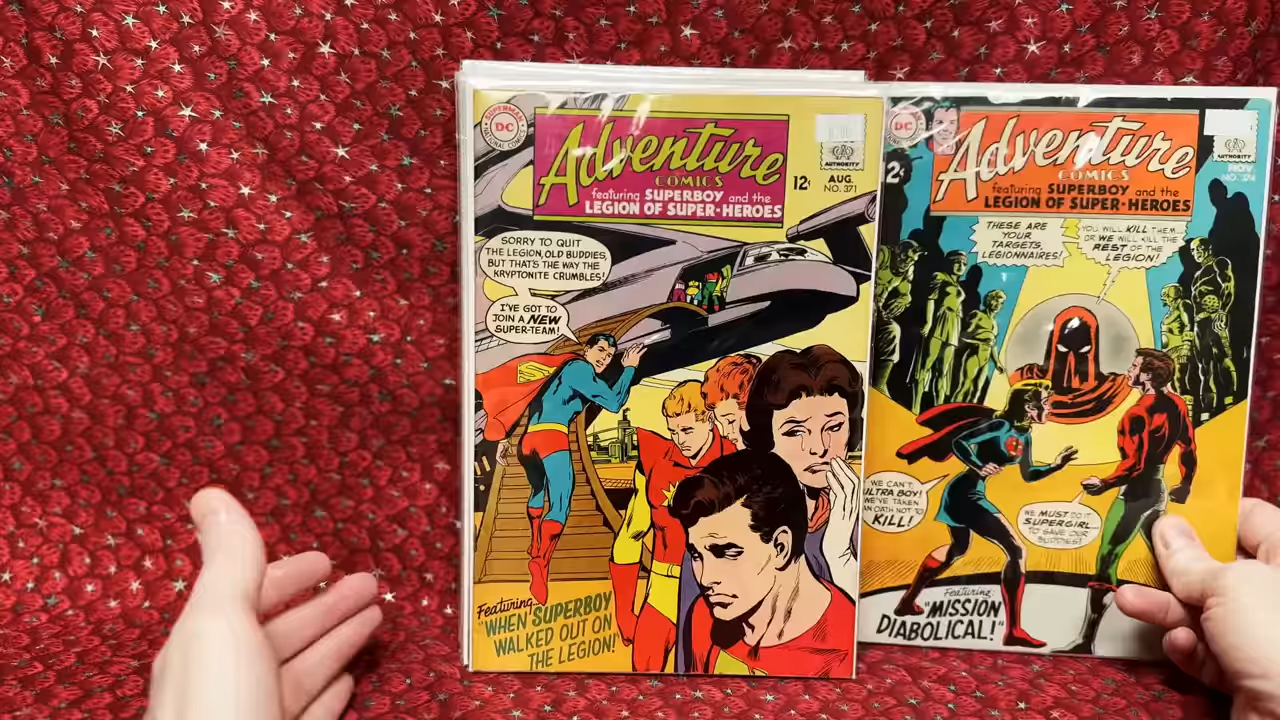 SUPERMAN
DC
NATIONAL COMICS
Adventure
COMICS
featuring SUPERBOY and the
LEGION OF SUPER-HEROES
12¢
AUTHORITY
AUG.
NO. 371
SORRY TO QUIT
THE LEGION, OLD BUDDIES,
BUT THAT'S THE WAY THE
KRYPTONITE CRUMBLES!
I'VE GOT TO
JOIN A NEW
SUPER-TEAM!
Featuring:
"WHEN SUPERBOY
WALKED OUT ON
THE LEGION!"
DC
Adventure
COMICS
featuring SUPERBOY and the
LEGION OF SUPER-HEROES
2¢
AUTHORITY
NOV.
NO. 374
THESE ARE
YOUR
TARGETS,
LEGIONNAIRES!
YOU WILL KILL THEM...
OR WE WILL KILL THE
REST OF THE
LEGION!
WE CAN'T,
ULTRA BOY!
WE'VE TAKEN
AN OATH NOT TO
KILL!
WE MUST DO IT,
SUPERGIRL...
TO SAVE OUR
BUDDIES!
Featuring:
"MISSION
DIABOLICAL!"